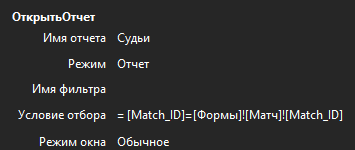 ОткрытьОтчет
Имя отчета Судьи
Режим Отчет
Имя фильтра
Условие отбора = [Match_ID]=[Формы]![Матч]![Match_ID]
Режим окна Обычное